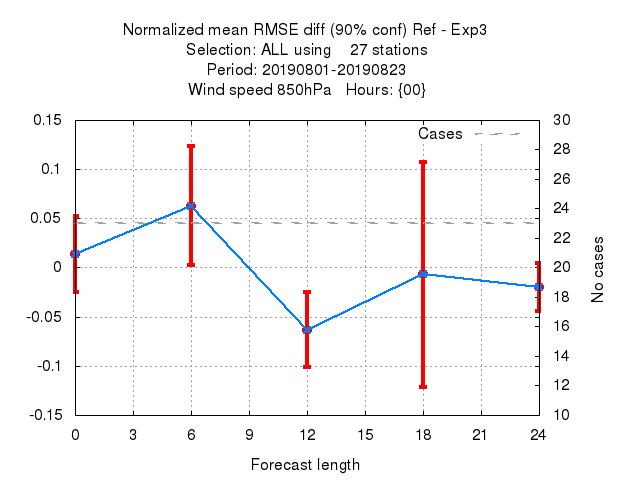 Normalized mean RMSE diff (90% conf) Ref - Exp3
Selection: ALL using 27 stations
Period: 20190801-20190823
Wind speed 850hPa Hours: {00}
Cases
0.15
0.1
0.05
0
-0.05
-0.1
-0.15
30
28
26
24
22
20
18
16
14
12
10
No cases
0 3 6 9 12 15 18 21 24
Forecast length